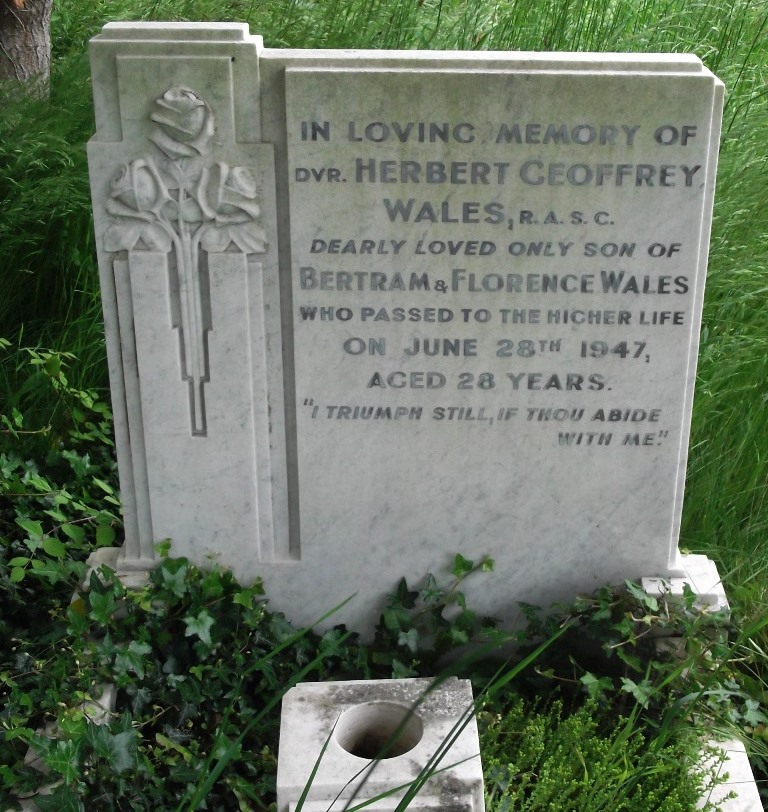 IN LOVING MEMORY OF
DVR. HERBERT GEOFFREY
WALES, R.A.S.C.
DEARLY LOVED ONLY SON OF
BERTRAM & FLORENCE WALES
WHO PASSED TO THE HIGHER LIFE
ON JUNE 28TH 1947,
AGED 28 YEARS.
"I TRIUMPH STILL, IF THOU ABIDE
WITH ME."